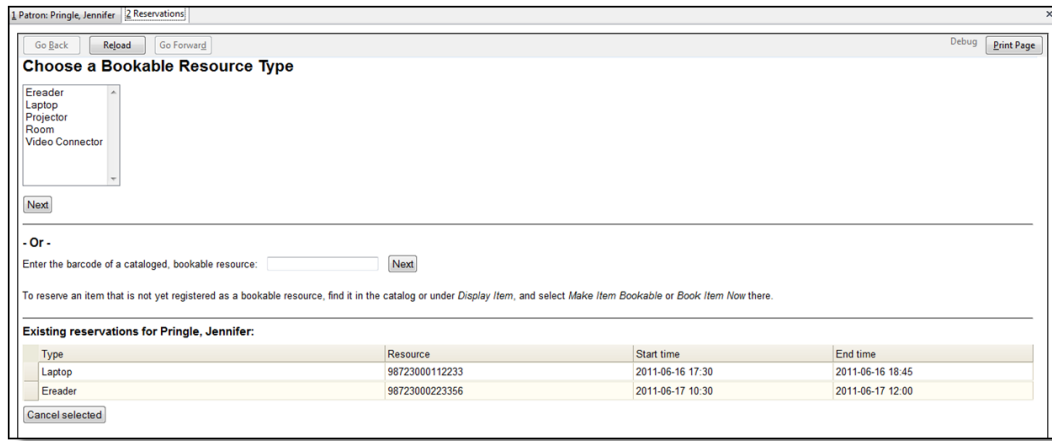 1 Patron: Pringle, Jennifer 2 Reservations x
Go Back Reload Go Forward Debug Print Page
Choose a Bookable Resource Type
Ereader
Laptop
Projector
Room
Video Connector
Next
- Or -
Enter the barcode of a cataloged, bookable resource: Next
To reserve an item that is not yet registered as a bookable resource, find it in the catalog or under Display Item, and select Make Item Bookable or Book Item Now there.
Existing reservations for Pringle, Jennifer:
Type Resource Start time End time
Laptop 98723000112233 2011-06-16 17:30 2011-06-16 18:45
Ereader 98723000223356 2011-06-17 10:30 2011-06-17 12:00
Cancel selected